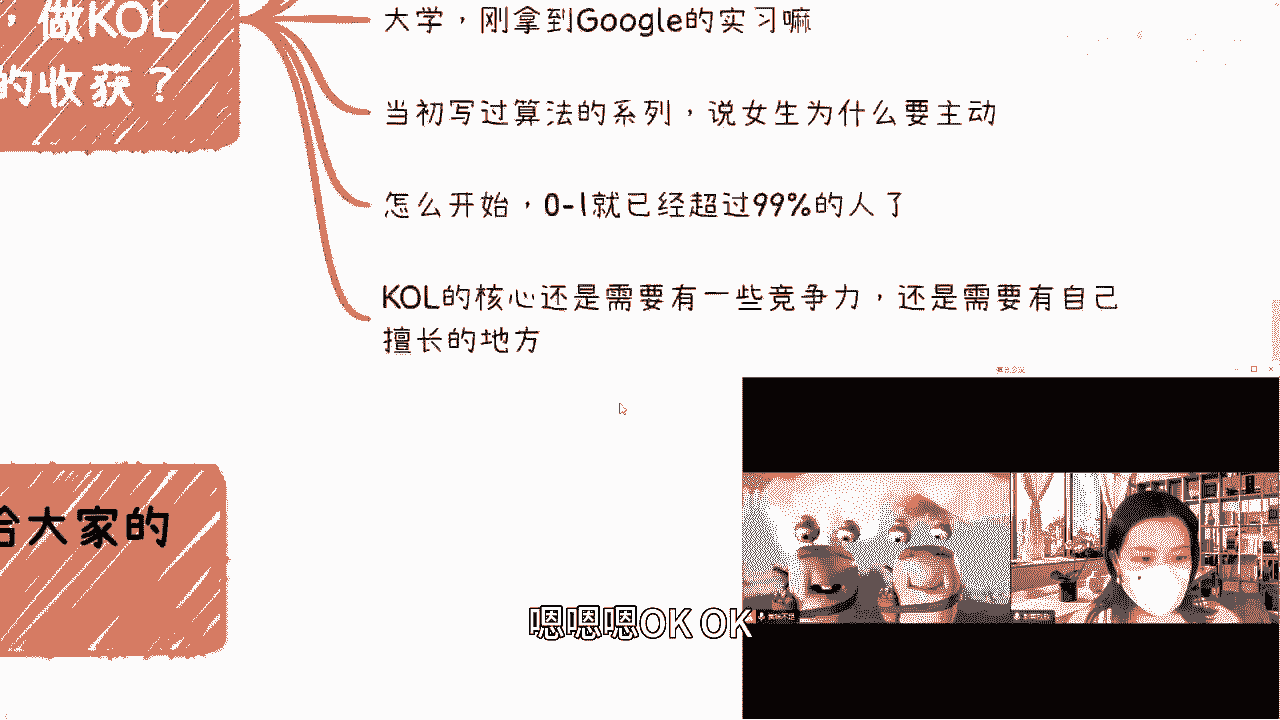 ，做KOL
的收获？
大学，刚拿到Google的实习嘛
当初写过算法的系列，说女生为什么要主动
怎么开始，0-1就已经超过99%的人了
KOL的核心还是需要有一些竞争力，还是需要有自己
擅长的地方
给大家的
嗯嗯嗯OK OK